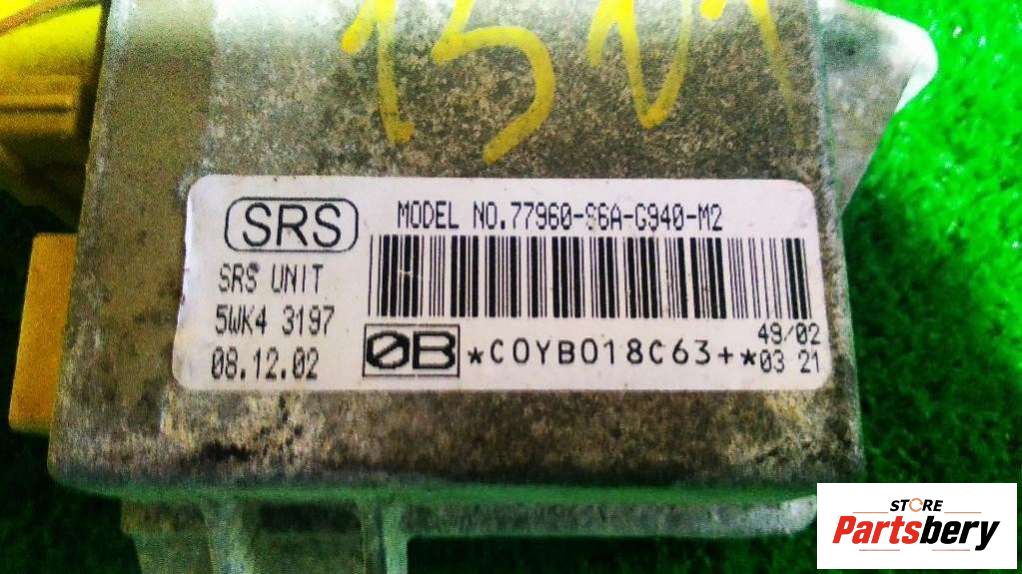 1501
SRS
MODEL NO.77960-S6A-G940-M2
SRS UNIT
5WK4 3197
08.12.02
0B
*C0YB018C63+*
49/02
03 21
STORE
Partsbery